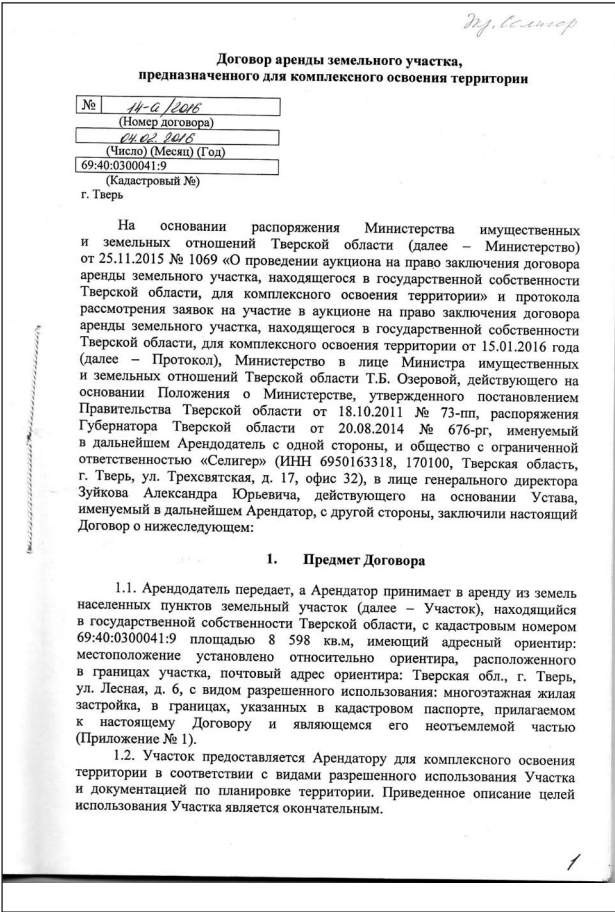 Договор аренды земельного участка,
предназначенного для комплексного освоения территории
№ 14-а/2016
(Номер договора)
04.02.2016
(Число) (Месяц) (Год)
69:40:0300041:9
(Кадастровый №)
г. Тверь
На основании распоряжения Министерства имущественных
и земельных отношений Тверской области (далее – Министерство)
от 25.11.2015 № 1069 «О проведении аукциона на право заключения договора
аренды земельного участка, находящегося в государственной собственности
Тверской области, для комплексного освоения территории» и протокола
рассмотрения заявок на участие в аукционе на право заключения договора
аренды земельного участка, находящегося в государственной собственности
Тверской области, для комплексного освоения территории от 15.01.2016 года
(далее – Протокол), Министерство в лице Министра имущественных
и земельных отношений Тверской области Т.Б. Озеровой, действующего на
основании Положения о Министерстве, утвержденного постановлением
Правительства Тверской области от 18.10.2011 № 73-пп, распоряжения
Губернатора Тверской области от 20.08.2014 № 676-рг, именуемый
в дальнейшем Арендодатель с одной стороны, и общество с ограниченной
ответственностью «Селигер» (ИНН 6950163318, 170100, Тверская область,
г. Тверь, ул. Трехсвятская, д. 17, офис 32), в лице генерального директора
Зуйкова Александра Юрьевича, действующего на основании Устава,
именуемый в дальнейшем Арендатор, с другой стороны, заключили настоящий
Договор о нижеследующем:
1. Предмет Договора
1.1. Арендодатель передает, а Арендатор принимает в аренду из земель
населенных пунктов земельный участок (далее – Участок), находящийся
в государственной собственности Тверской области, с кадастровым номером
69:40:0300041:9 площадью 8 598 кв.м, имеющий адресный ориентир:
местоположение установлено относительно ориентира, расположенного
в границах участка, почтовый адрес ориентира: Тверская обл., г. Тверь,
ул. Лесная, д. 6, с видом разрешенного использования: многоэтажная жилая
застройка, в границах, указанных в кадастровом паспорте, прилагаемом
к настоящему Договору и являющемся его неотъемлемой частью
(Приложение № 1).
1.2. Участок предоставляется Арендатору для комплексного освоения
территории в соответствии с видами разрешенного использования Участка
и документацией по планировке территории. Приведенное описание целей
использования Участка является окончательным.
1